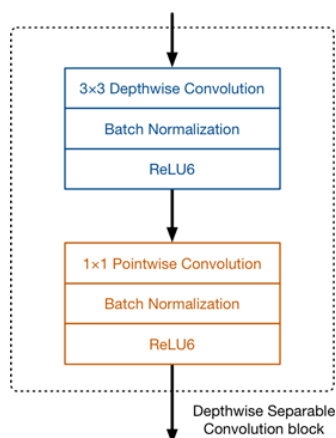 3×3 Depthwise Convolution
Batch Normalization
ReLU6
1×1 Pointwise Convolution
Batch Normalization
ReLU6
Depthwise Separable
Convolution block